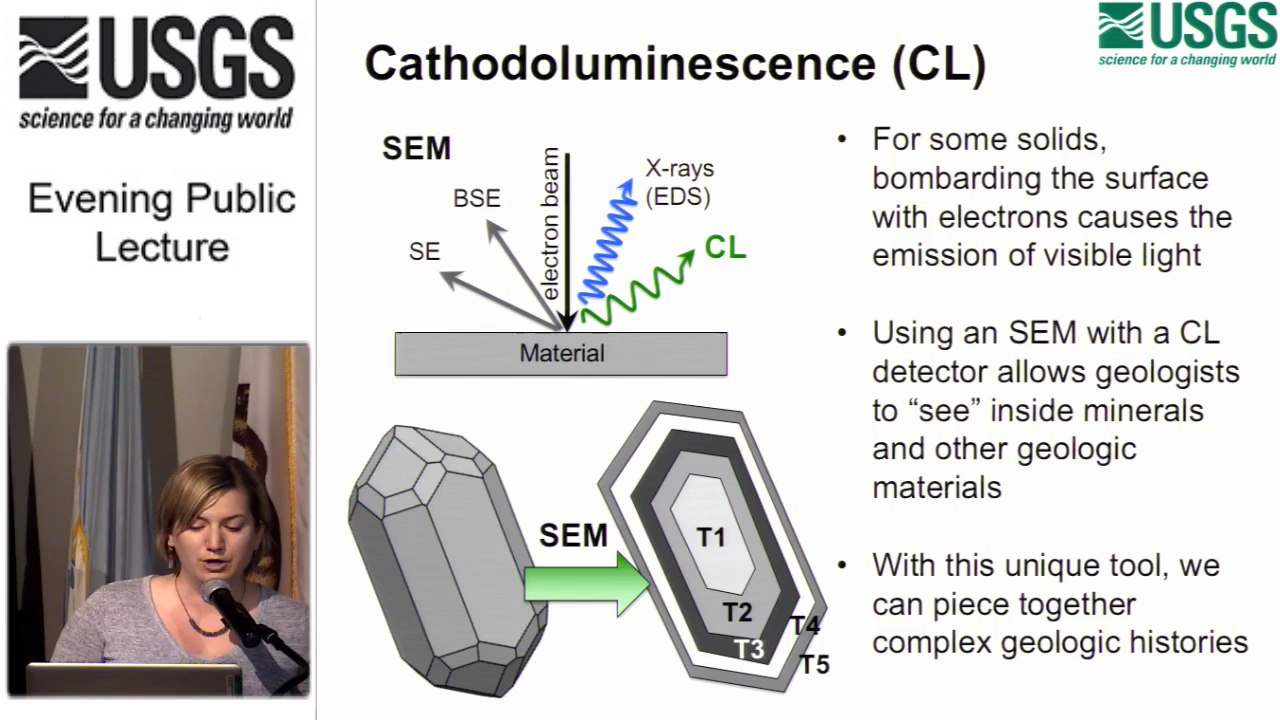 USGS
science for a changing world
Evening Public
Lecture
Cathodoluminescence (CL)
USGS
science for a changing world
SEM
electron beam
X-rays
(EDS)
BSE
SE
CL
Material
SEM
T1
T2
T3
T4
T5
• For some solids,
bombarding the surface
with electrons causes the
emission of visible light
• Using an SEM with a CL
detector allows geologists
to “see” inside minerals
and other geologic
materials
• With this unique tool, we
can piece together
complex geologic histories